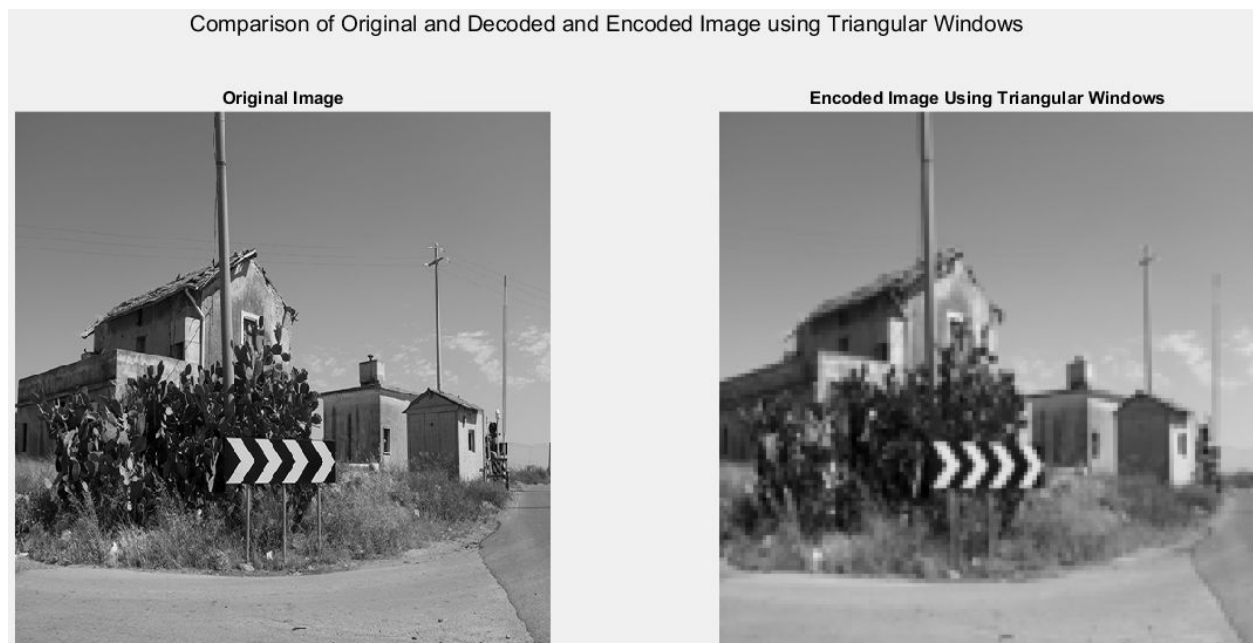 Comparison of Original and Decoded and Encoded Image using Triangular Windows
Original Image
Encoded Image Using Triangular Windows